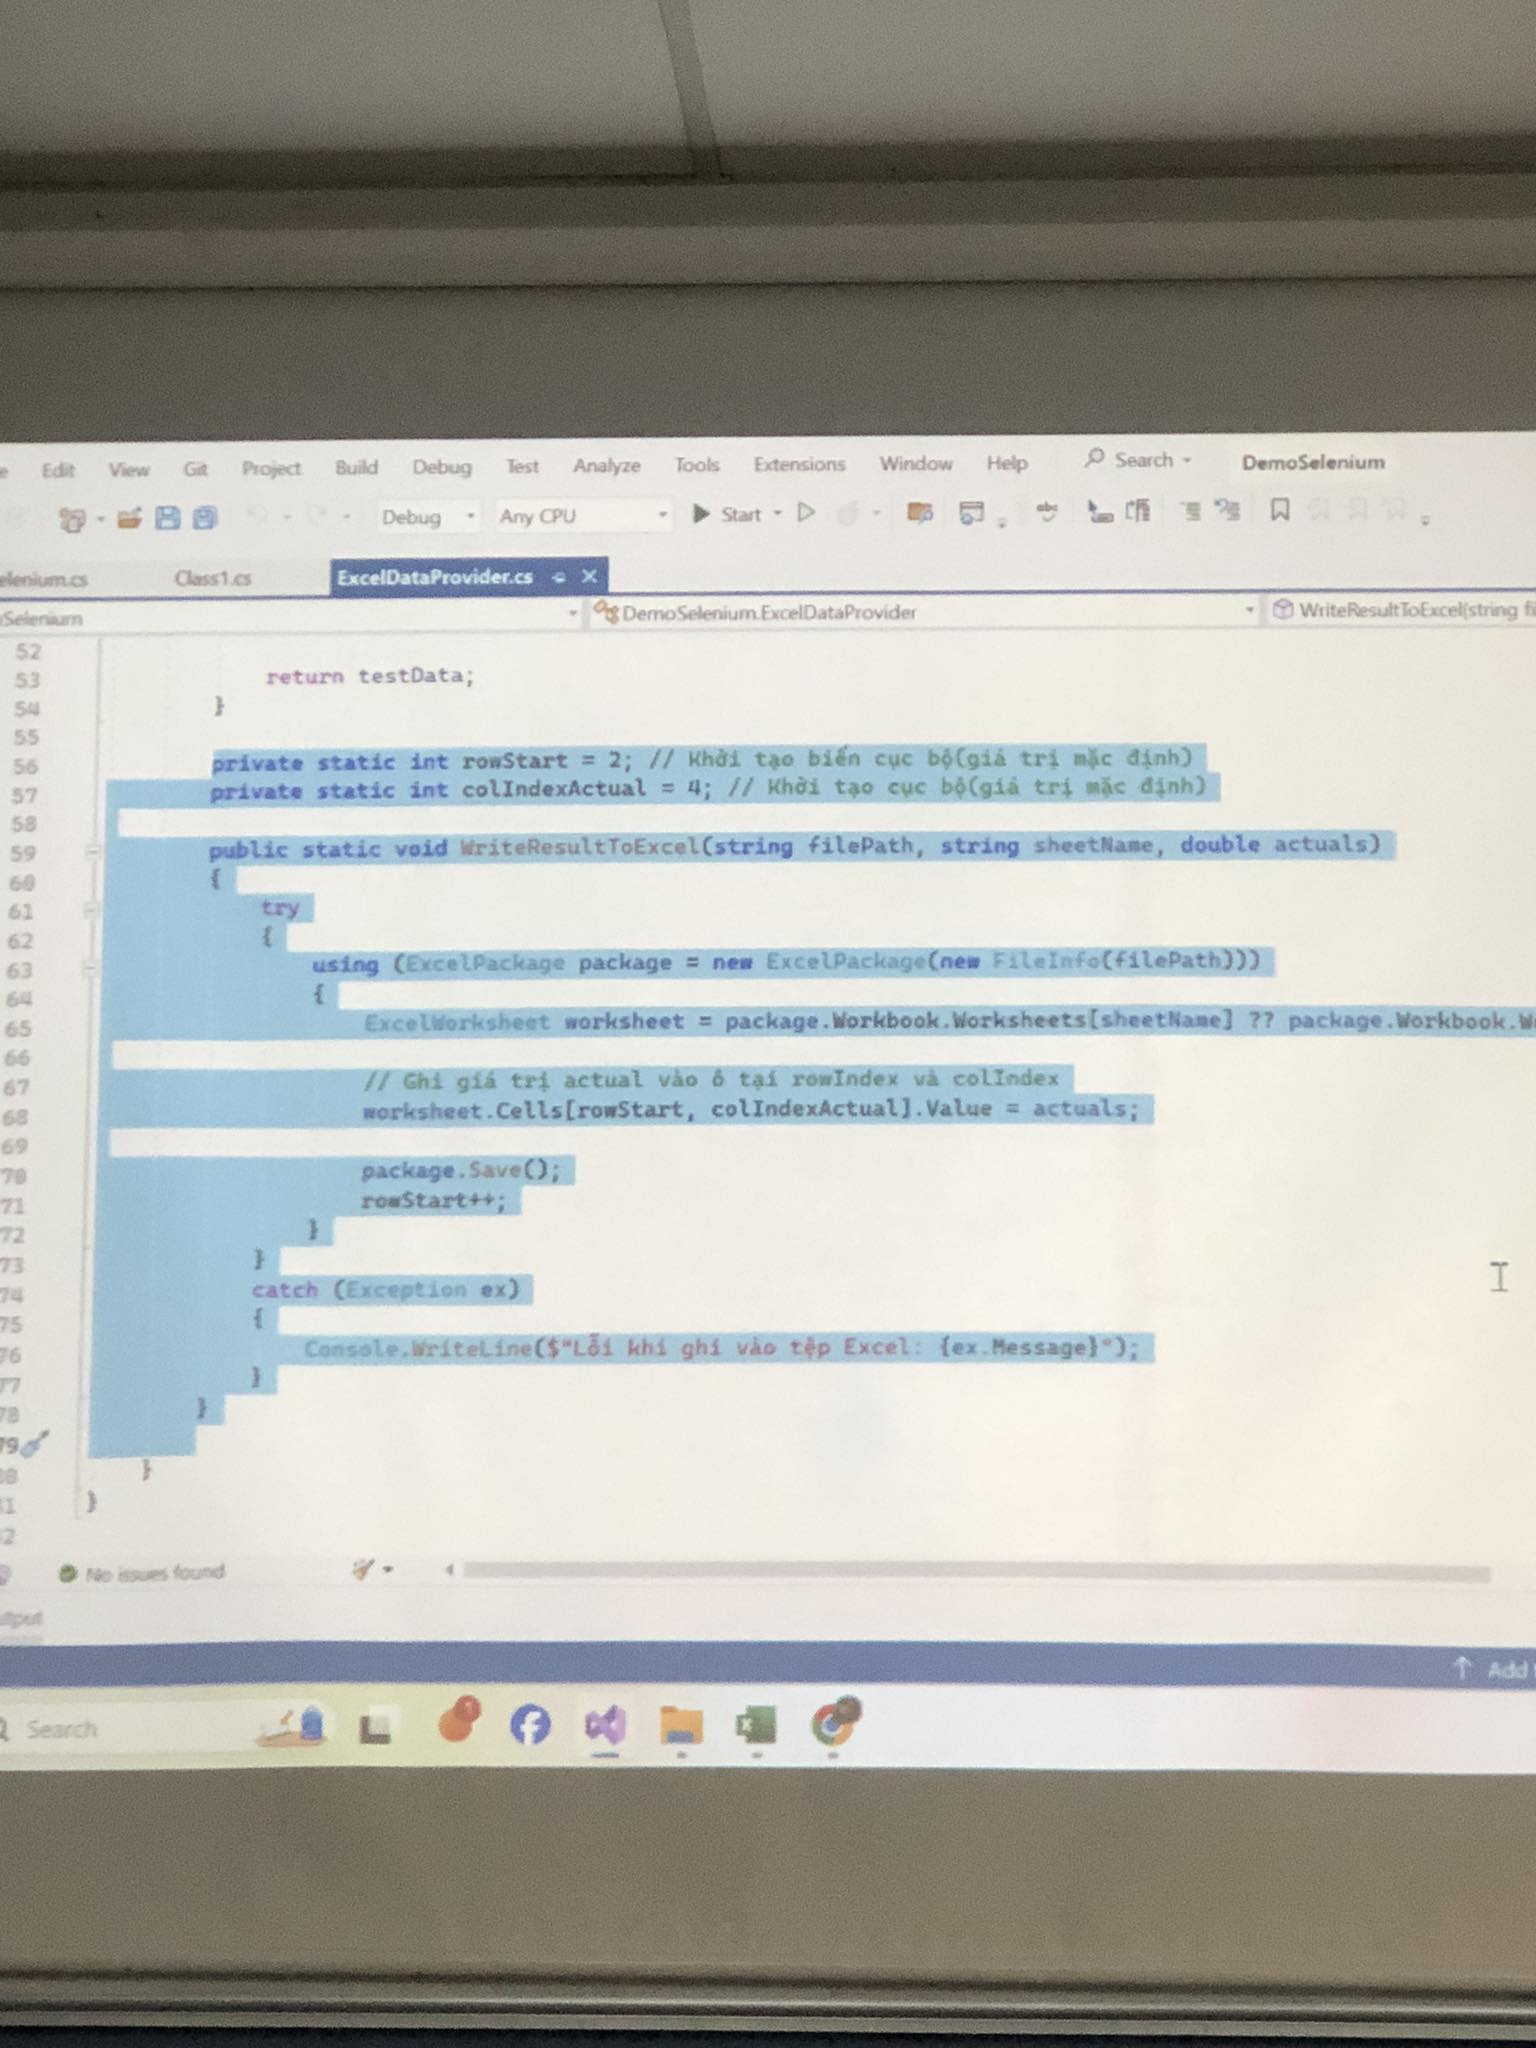 Edit View Git Project Build Debug Test Analyze Tools Extensions Window Help Search DemoSelenium
Debug Any CPU Start
elenium.cs Class1.cs ExcelDataProvider.cs
Selenium DemoSelenium.ExcelDataProvider WriteResultToExcel(string fi
52
53 return testData;
54 }
55
56 private static int rowStart = 2; // Khởi tạo biến cục bộ(giá trị mặc định)
57 private static int colIndexActual = 4; // Khởi tạo cục bộ(giá trị mặc định)
58
59 public static void WriteResultToExcel(string filePath, string sheetName, double actuals)
60 {
61 try
62 {
63 using (ExcelPackage package = new ExcelPackage(new FileInfo(filePath)))
64 {
65 ExcelWorksheet worksheet = package.Workbook.Worksheets[sheetName] ?? package.Workbook.Wo
66
67 // Ghi giá trị actual vào ô tại rowIndex và colIndex
68 worksheet.Cells[rowStart, colIndexActual].Value = actuals;
69
70 package.Save();
71 rowStart++;
72 }
73 }
74 catch (Exception ex)
75 {
76 Console.WriteLine($"Lỗi khi ghi vào tệp Excel: {ex.Message}");
77 }
78 }
79
80 }
81 }
82
No issues found
utput
Add
Search